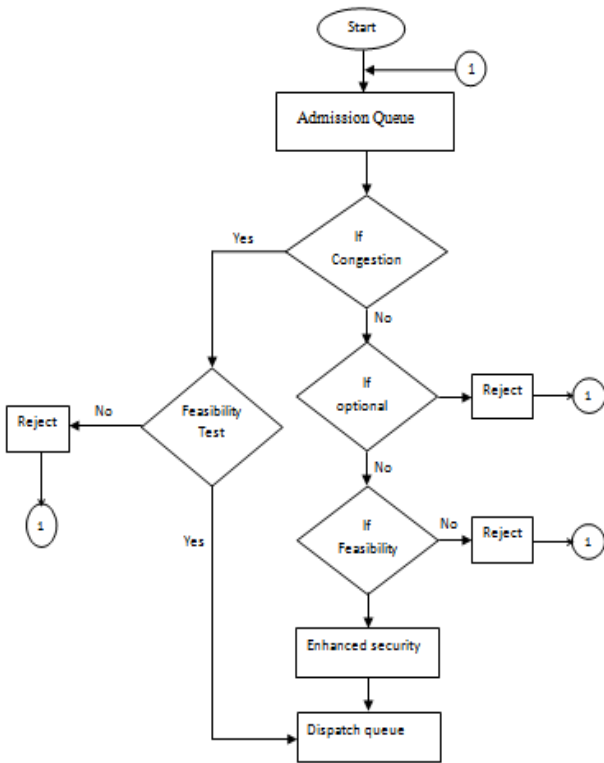 Start
1
Admission Queue
If
Congestion
Yes
No
If
optional
Reject
1
Feasibility
Test
No
Reject
1
No
If
Feasibility
No
Reject
1
Yes
Enhanced security
Dispatch queue